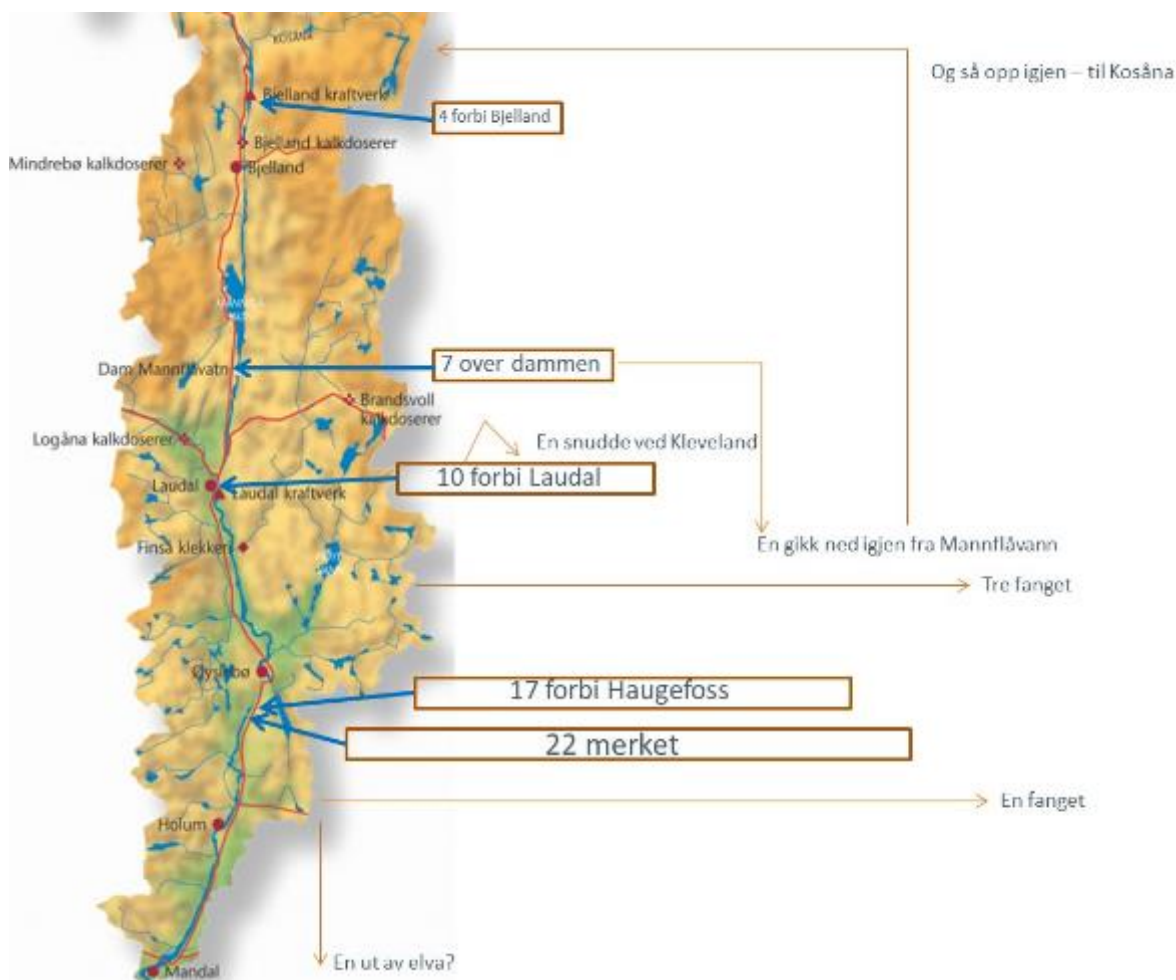 KOSÅNA
Og så opp igjen – til Kosåna
Bjelland kraftverk
4 forbi Bjelland
Bjelland kalkdoserer
Mindrebø kalkdoserer
Bjelland
Dam Mannflåvatn
7 over dammen
Brandsvoll
kalkdoserer
Logåna kalkdoserer
En snudde ved Kleveland
10 forbi Laudal
Laudal
Laudal kraftverk
Finså klekkeri
En gikk ned igjen fra Mannflåvann
Tre fanget
Øyslebø
17 forbi Haugefoss
22 merket
En fanget
Holum
En ut av elva?
Mandal